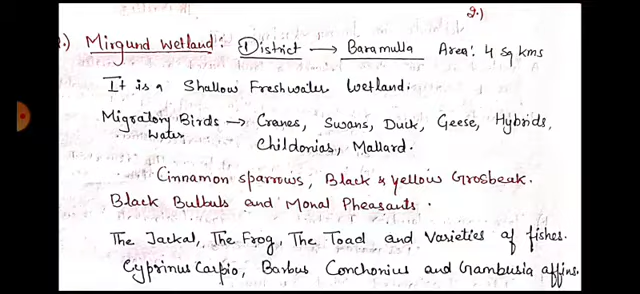 2.)
.) Mirgund wetland: District → Baramulla Area: 4 sq kms
It is a Shallow Freshwater Wetland.
Migratory Birds → Cranes, Swans, Duck, Geese, Hybrids,
Water Childonias, Mallard.
Cinnamon sparrows, Black & yellow Grosbeak.
Black Bulbuls and Monal Pheasants.
The Jackal, The Frog, The Toad and Varieties of fishes.
Cyprinus Carpio, Barbus Conchonius and Gambusia affins.